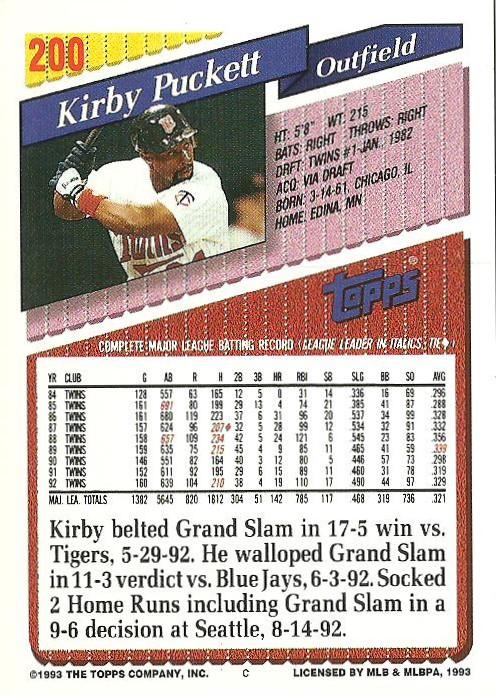 200
Kirby Puckett
Outfield
HT: 5'8" WT: 215
BATS: RIGHT THROWS: RIGHT
DRFT: TWINS #1-JAN., 1982
ACQ: VIA DRAFT
BORN: 3-14-61, CHICAGO, IL
HOME: EDINA, MN
Topps®
COMPLETE MAJOR LEAGUE BATTING RECORD (LEAGUE LEADER IN ITALICS, TIE♦)
YR CLUB G AB R H 2B 3B HR RBI SB SLG BB SO AVG
84 TWINS 128 557 63 165 12 5 0 31 14 .336 16 69 .296
85 TWINS 161 691 80 199 29 13 4 74 21 .385 41 87 .288
86 TWINS 161 680 119 223 37 6 31 96 20 .537 34 99 .328
87 TWINS 157 624 96 207♦ 32 5 28 99 12 .534 32 91 .332
88 TWINS 158 657 109 234 42 5 24 121 6 .545 23 83 .356
89 TWINS 159 635 75 215 45 4 9 85 11 .465 41 59 .339
90 TWINS 146 551 82 164 40 3 12 80 5 .446 57 73 .298
91 TWINS 152 611 92 195 29 6 15 89 11 .460 31 78 .319
92 TWINS 160 639 104 210 38 4 19 110 17 .490 44 97 .329
MAJ. LEA. TOTALS 1382 5645 820 1812 304 51 142 785 117 .468 319 736 .321
Kirby belted Grand Slam in 17-5 win vs.
Tigers, 5-29-92. He walloped Grand Slam
in 11-3 verdict vs. Blue Jays, 6-3-92. Socked
2 Home Runs including Grand Slam in a
9-6 decision at Seattle, 8-14-92.
©1993 THE TOPPS COMPANY, INC. C LICENSED BY MLB & MLBPA, 1993